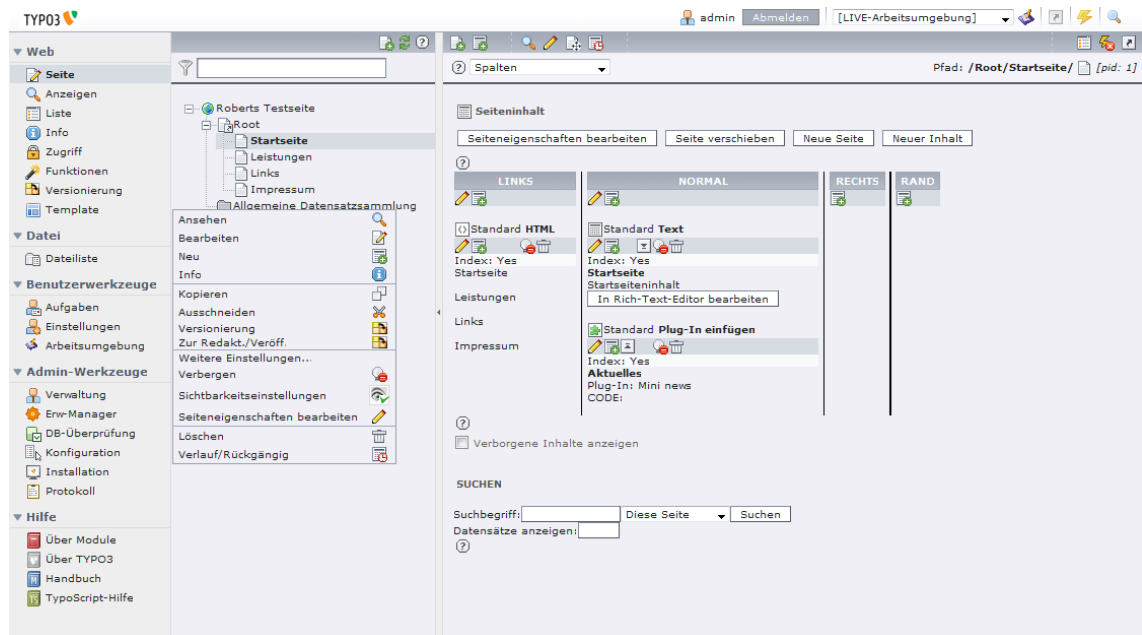 TYPO3
admin Abmelden [LIVE-Arbeitsumgebung]
Web
Seite
Anzeigen
Liste
Info
Zugriff
Funktionen
Versionierung
Template
Datei
Dateiliste
Benutzerwerkzeuge
Aufgaben
Einstellungen
Arbeitsumgebung
Admin-Werkzeuge
Verwaltung
Erw-Manager
DB-Überprüfung
Konfiguration
Installation
Protokoll
Hilfe
Über Module
Über TYPO3
Handbuch
TypoScript-Hilfe
Roberts Testseite
Root
Startseite
Leistungen
Links
Impressum
Allgemeine Datensatzsammlung
Ansehen
Bearbeiten
Neu
Info
Kopieren
Ausschneiden
Versionierung
Zur Redakt./Veröff.
Weitere Einstellungen...
Verbergen
Sichtbarkeitseinstellungen
Seiteneigenschaften bearbeiten
Löschen
Verlauf/Rückgängig
Spalten
Pfad: /Root/Startseite/ [pid: 1]
Seiteninhalt
Seiteneigenschaften bearbeiten Seite verschieben Neue Seite Neuer Inhalt
LINKS NORMAL RECHTS RAND
Standard HTML
Index: Yes
Startseite
Leistungen
Links
Impressum
Standard Text
Index: Yes
Startseite
Startseiteninhalt
In Rich-Text-Editor bearbeiten
Standard Plug-In einfügen
Index: Yes
Aktuelles
Plug-In: Mini news
CODE:
Verborgene Inhalte anzeigen
SUCHEN
Suchbegriff: Diese Seite Suchen
Datensätze anzeigen: